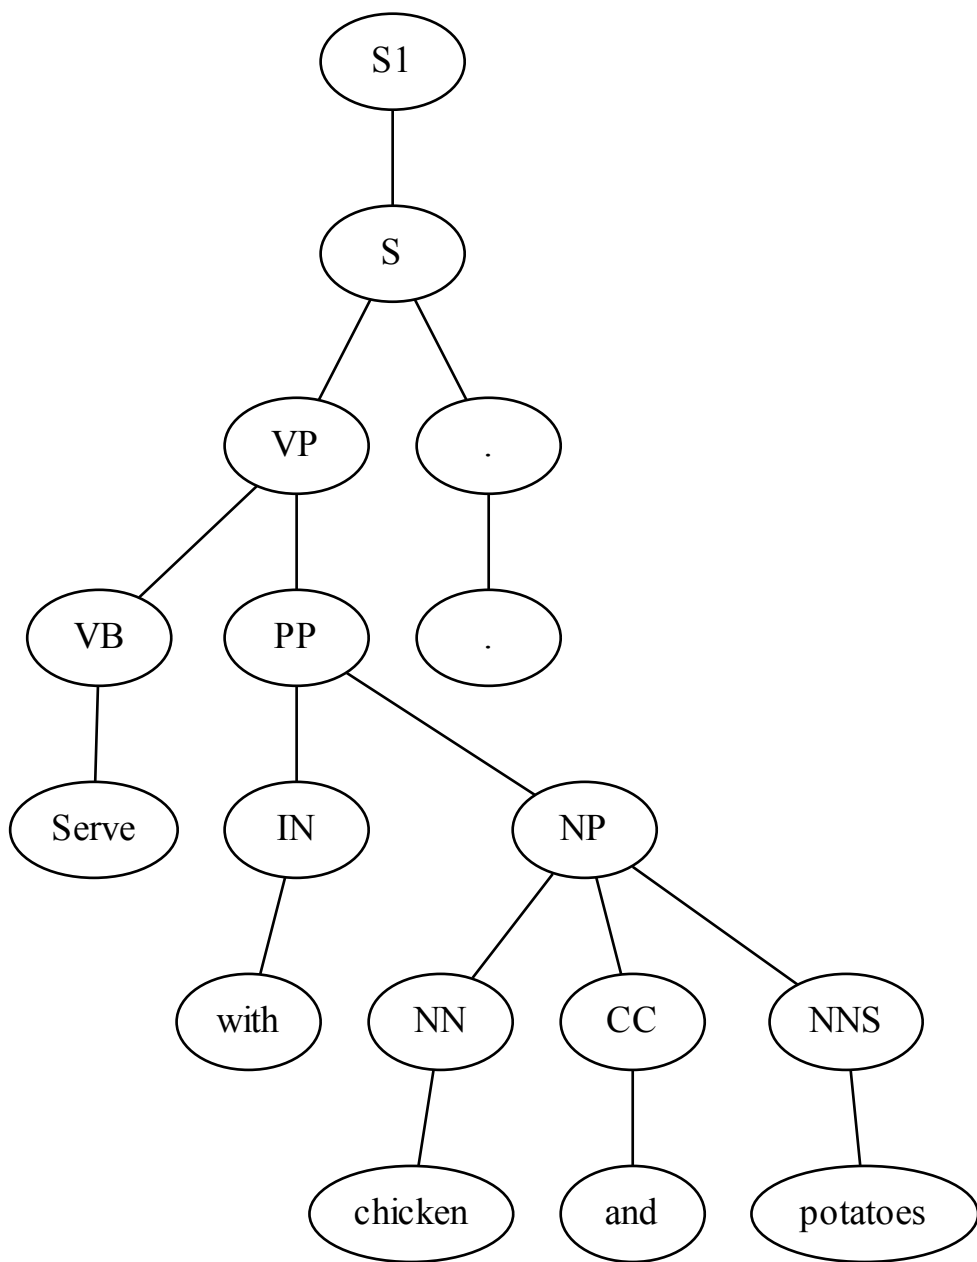 S1
S
VP .
VB PP .
Serve IN NP
with NN CC NNS
chicken and potatoes